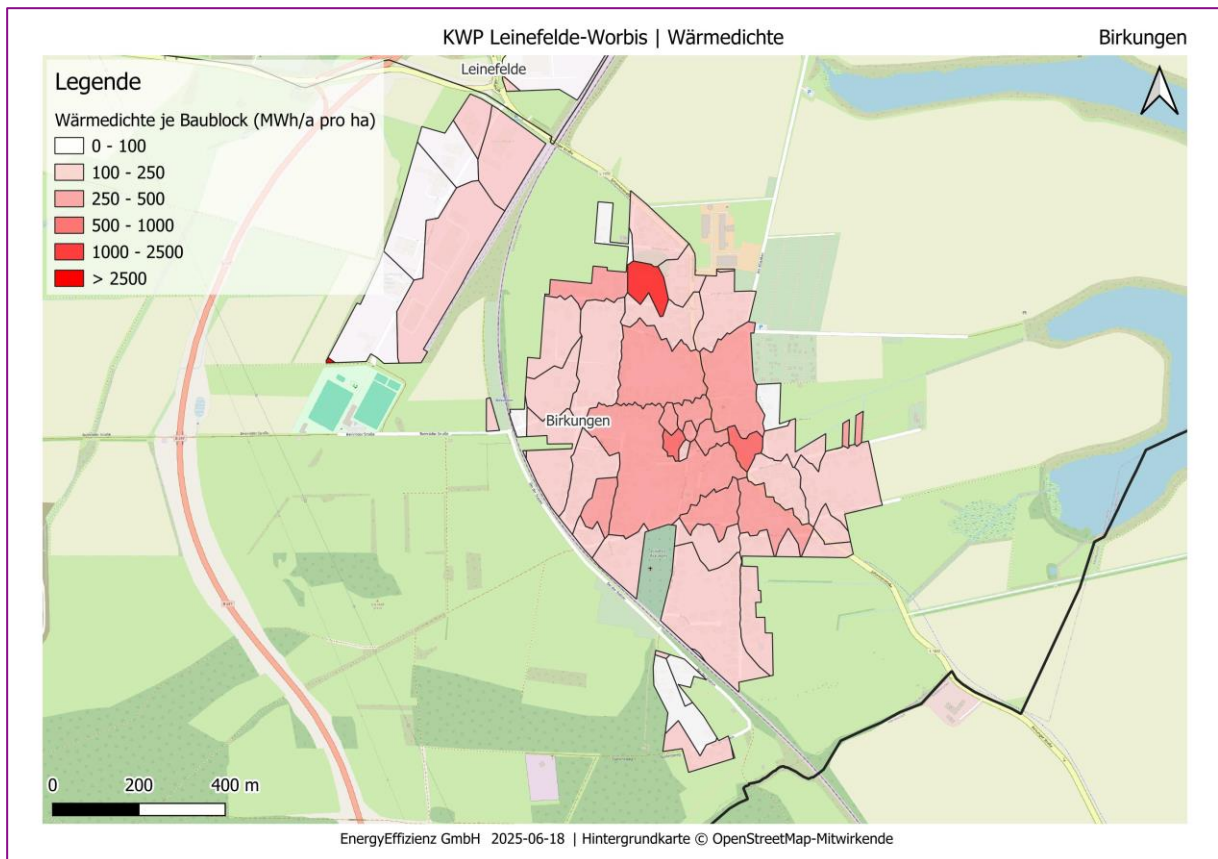 KWP Leinefelde-Worbis | Wärmedichte
Birkungen
Leinefelde
Legende
Wärmedichte je Baublock (MWh/a pro ha)
0 - 100
100 - 250
250 - 500
500 - 1000
1000 - 2500
> 2500
Birkungen
0 200 400 m
EnergyEffizienz GmbH 2025-06-18 | Hintergrundkarte © OpenStreetMap-Mitwirkende